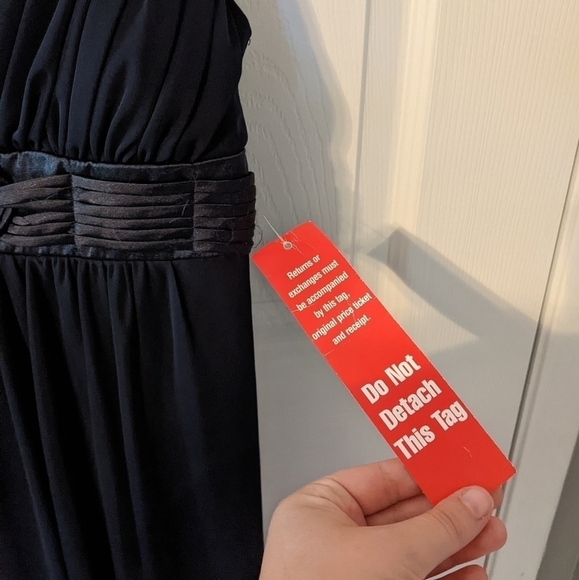 Returns or
exchanges must
be accompanied
by this tag,
original price ticket
and receipt.
Do Not
Detach
This Tag